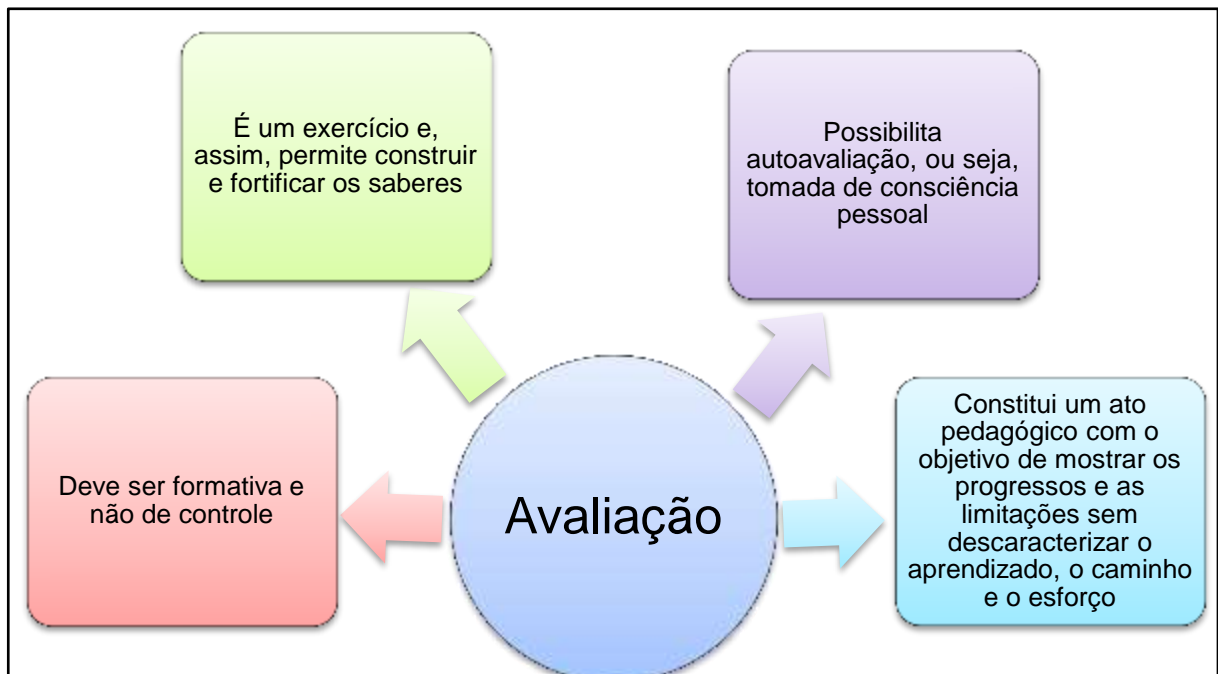 É um exercício e,
assim, permite construir
e fortificar os saberes
Possibilita
autoavaliação, ou seja,
tomada de consciência
pessoal
Deve ser formativa e
não de controle
Avaliação
Constitui um ato
pedagógico com o
objetivo de mostrar os
progressos e as
limitações sem
descaracterizar o
aprendizado, o caminho
e o esforço